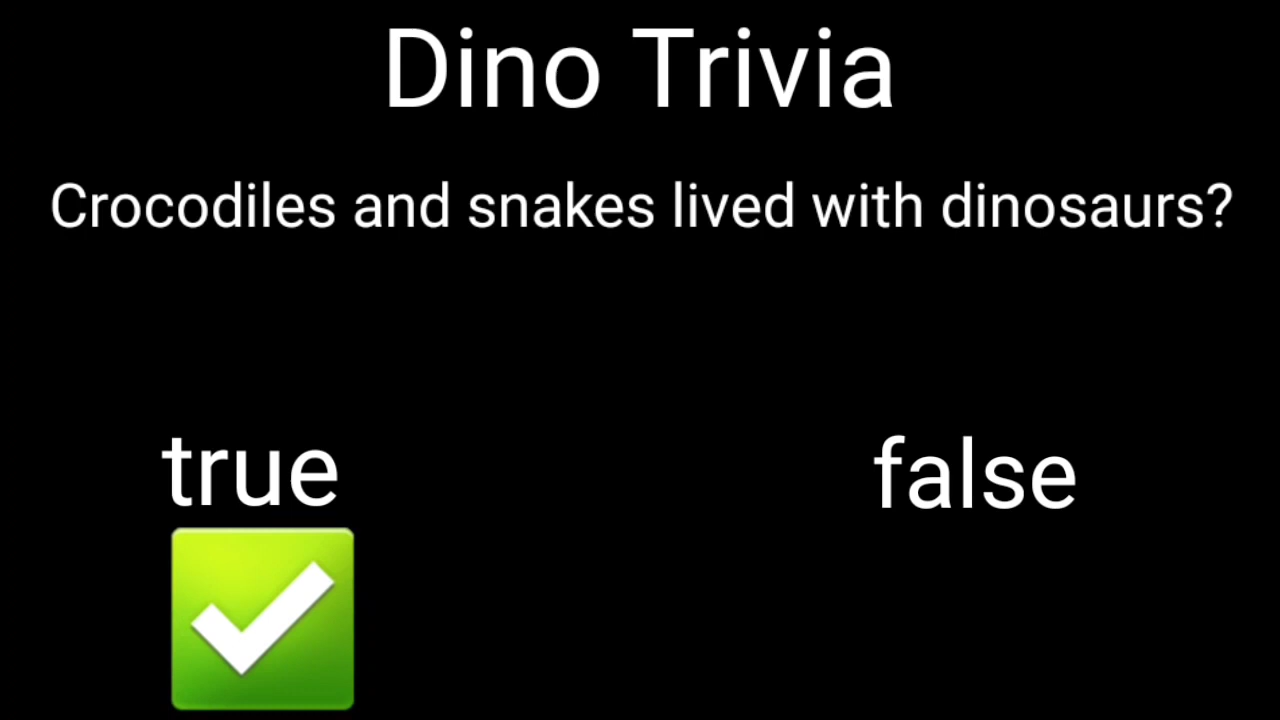 Dino Trivia
Crocodiles and snakes lived with dinosaurs?
true false